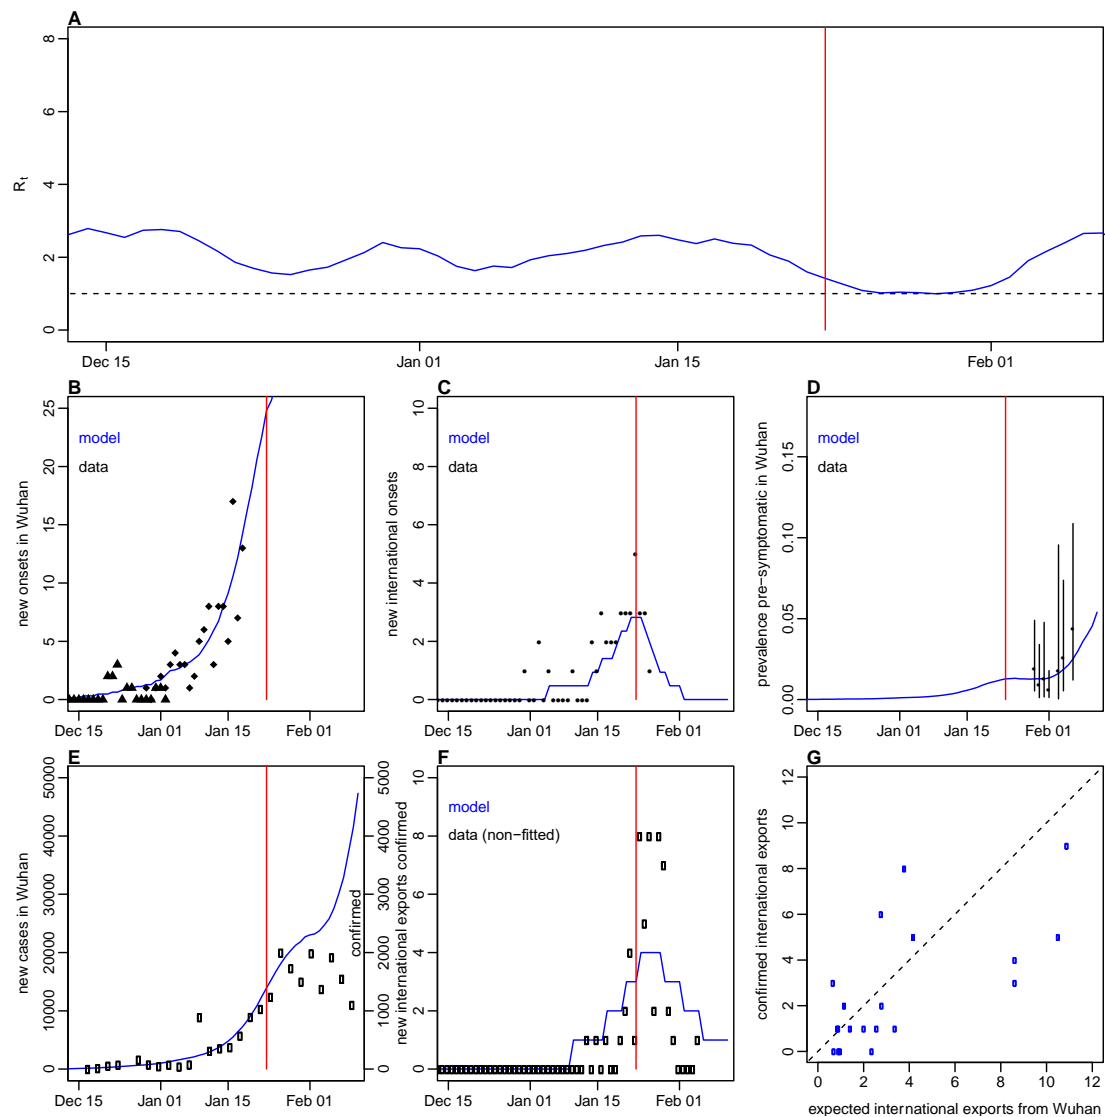 A
8
6
4
2
0
R t
Dec 15
Jan 01
Jan 15
Feb 01
B
25
20
15
10
5
0
new onsets in Wuhan
model
data
Dec 15
Jan 01
Jan 15
Feb 01
C
10
8
6
4
2
0
new international onsets
model
data
Dec 15
Jan 01
Jan 15
Feb 01
D
0.15
0.10
0.05
0.00
prevalence pre−symptomatic in Wuhan
model
data
Dec 15
Jan 01
Jan 15
Feb 01
E
50000
40000
30000
20000
10000
0
new cases in Wuhan
5000
4000
3000
2000
1000
0
confirmed
Dec 15
Jan 01
Jan 15
Feb 01
F
10
8
6
4
2
0
new international exports confirmed
model
data (non−fitted)
Dec 15
Jan 01
Jan 15
Feb 01
G
12
10
8
6
4
2
0
confirmed international exports
0 2 4 6 8 10 12
expected international exports from Wuhan